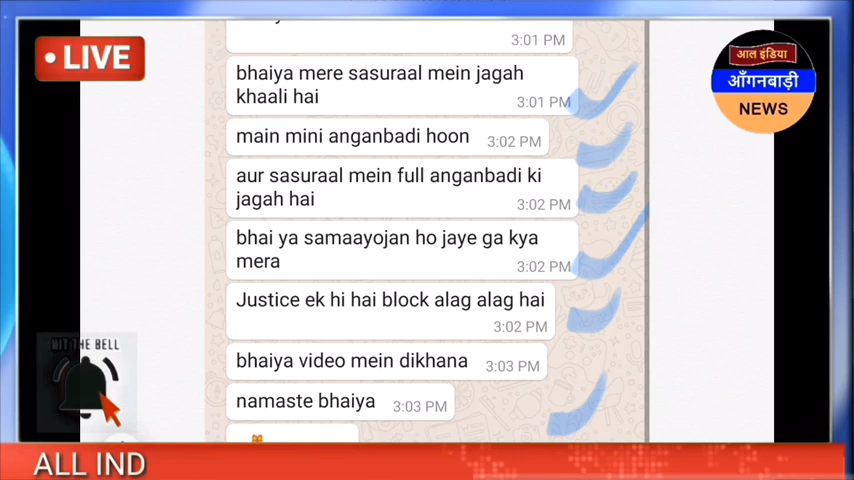 3:01 PM
LIVE
आल इंडिया
आँगनबाड़ी
NEWS
bhaiya mere sasuraal mein jagah
khaali hai 3:01 PM
main mini anganbadi hoon 3:02 PM
aur sasuraal mein full anganbadi ki
jagah hai 3:02 PM
bhai ya samaayojan ho jaye ga kya
mera 3:02 PM
Justice ek hi hai block alag alag hai
3:02 PM
bhaiya video mein dikhana 3:03 PM
namaste bhaiya 3:03 PM
HIT THE BELL
ALL IND